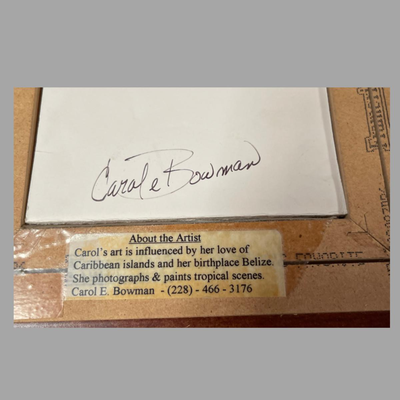 Carol e Bowman
About the Artist
Carol's art is influenced by her love of
Caribbean islands and her birthplace Belize.
She photographs & paints tropical scenes.
Carol E. Bowman - (228) - 466 - 3176